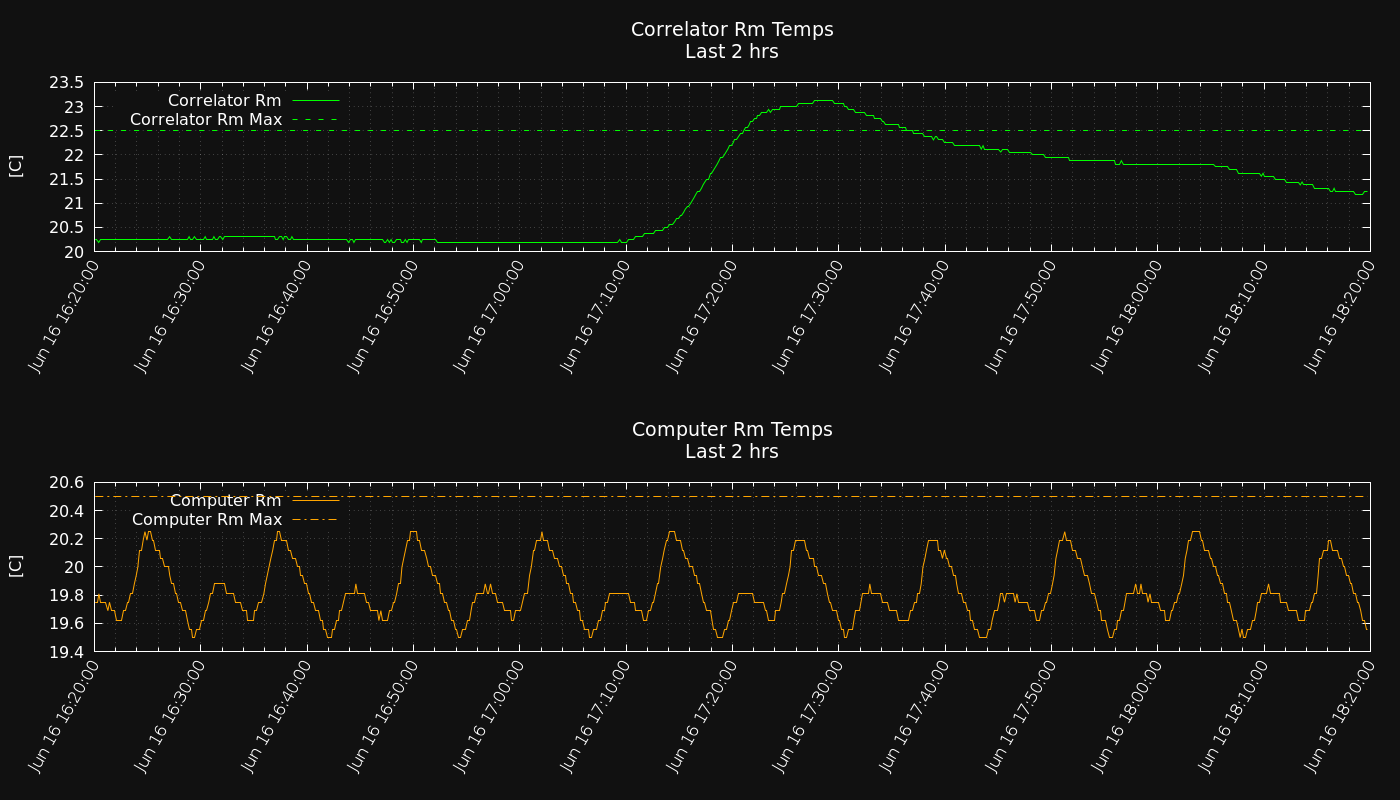 Correlator Rm Temps
Last 2 hrs
23.5
23
22.5
22
21.5
21
20.5
20
[C]
Correlator Rm
Correlator Rm Max
Jun 16 16:20:00
Jun 16 16:30:00
Jun 16 16:40:00
Jun 16 16:50:00
Jun 16 17:00:00
Jun 16 17:10:00
Jun 16 17:20:00
Jun 16 17:30:00
Jun 16 17:40:00
Jun 16 17:50:00
Jun 16 18:00:00
Jun 16 18:10:00
Jun 16 18:20:00
Computer Rm Temps
Last 2 hrs
20.6
20.4
20.2
20
19.8
19.6
19.4
[C]
Computer Rm
Computer Rm Max
Jun 16 16:20:00
Jun 16 16:30:00
Jun 16 16:40:00
Jun 16 16:50:00
Jun 16 17:00:00
Jun 16 17:10:00
Jun 16 17:20:00
Jun 16 17:30:00
Jun 16 17:40:00
Jun 16 17:50:00
Jun 16 18:00:00
Jun 16 18:10:00
Jun 16 18:20:00